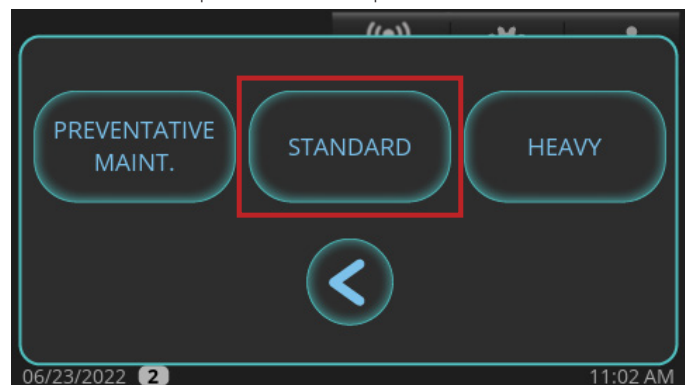 PREVENTATIVE
MAINT.
STANDARD
HEAVY
06/23/2022 2
11:02 AM